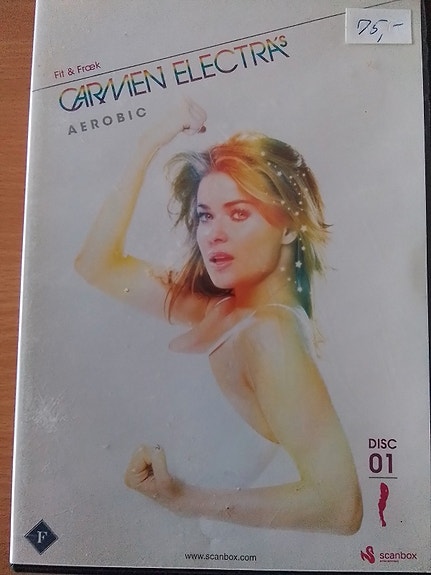 75,-
Fit & Fræk
CARMEN ELECTRA'S
AEROBIC
DISC
01
F
www.scanbox.com
scanbox